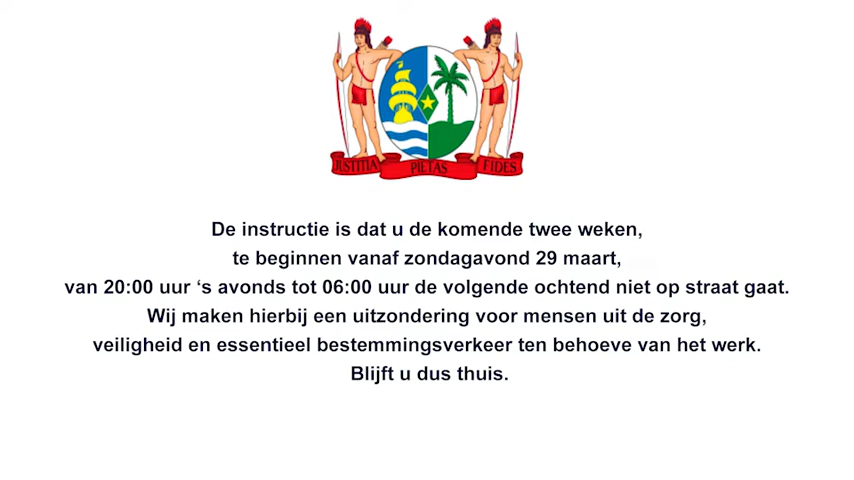 JUSTITIA PIETAS FIDES
De instructie is dat u de komende twee weken,
te beginnen vanaf zondagavond 29 maart,
van 20:00 uur ‘s avonds tot 06:00 uur de volgende ochtend niet op straat gaat.
Wij maken hierbij een uitzondering voor mensen uit de zorg,
veiligheid en essentieel bestemmingsverkeer ten behoeve van het werk.
Blijft u dus thuis.